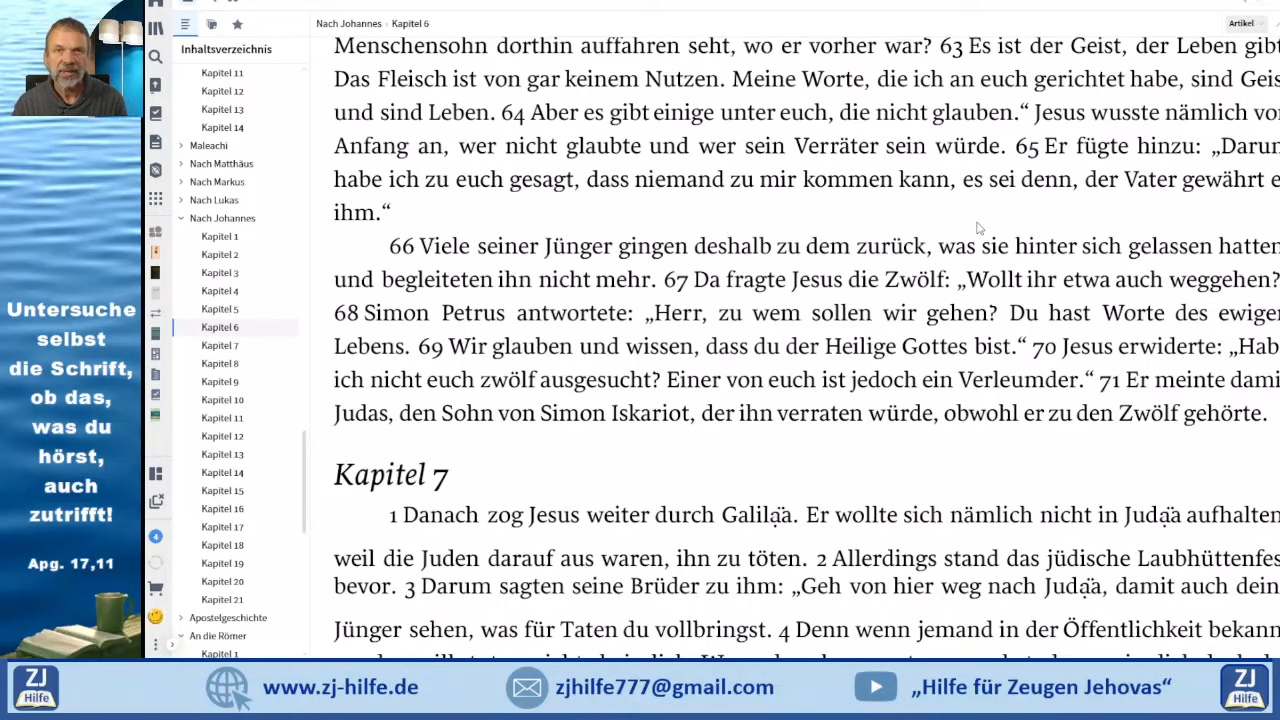 Untersuche
selbst
die Schrift,
ob das,
was du
hörst,
auch
zutrifft!
Apg. 17,11
4
Inhaltsverzeichnis
Kapitel 11
Kapitel 12
Kapitel 13
Kapitel 14
Maleachi
Nach Matthäus
Nach Markus
Nach Lukas
Nach Johannes
Kapitel 1
Kapitel 2
Kapitel 3
Kapitel 4
Kapitel 5
Kapitel 6
Kapitel 7
Kapitel 8
Kapitel 9
Kapitel 10
Kapitel 11
Kapitel 12
Kapitel 13
Kapitel 14
Kapitel 15
Kapitel 16
Kapitel 17
Kapitel 18
Kapitel 19
Kapitel 20
Kapitel 21
Apostelgeschichte
An die Römer
Kapitel 1
Nach Johannes › Kapitel 6
Artikel
Menschensohn dorthin auffahren seht, wo er vorher war? 63 Es ist der Geist, der Leben gibt
Das Fleisch ist von gar keinem Nutzen. Meine Worte, die ich an euch gerichtet habe, sind Geis
und sind Leben. 64 Aber es gibt einige unter euch, die nicht glauben.“ Jesus wusste nämlich vo
Anfang an, wer nicht glaubte und wer sein Verräter sein würde. 65 Er fügte hinzu: „Darum
habe ich zu euch gesagt, dass niemand zu mir kommen kann, es sei denn, der Vater gewährt e
ihm.“
66 Viele seiner Jünger gingen deshalb zu dem zurück, was sie hinter sich gelassen hatten
und begleiteten ihn nicht mehr. 67 Da fragte Jesus die Zwölf: „Wollt ihr etwa auch weggehen?
68 Simon Petrus antwortete: „Herr, zu wem sollen wir gehen? Du hast Worte des ewigen
Lebens. 69 Wir glauben und wissen, dass du der Heilige Gottes bist.“ 70 Jesus erwiderte: „Hab
ich nicht euch zwölf ausgesucht? Einer von euch ist jedoch ein Verleumder.“ 71 Er meinte dami
Judas, den Sohn von Simon Iskariot, der ihn verraten würde, obwohl er zu den Zwölf gehörte.
Kapitel 7
1 Danach zog Jesus weiter durch Galiläa. Er wollte sich nämlich nicht in Judäa aufhalten
weil die Juden darauf aus waren, ihn zu töten. 2 Allerdings stand das jüdische Laubhüttenfes
bevor. 3 Darum sagten seine Brüder zu ihm: „Geh von hier weg nach Judäa, damit auch dein
Jünger sehen, was für Taten du vollbringst. 4 Denn wenn jemand in der Öffentlichkeit bekann
ZJ
Hilfe
www.zj-hilfe.de
zjhilfe777@gmail.com
„Hilfe für Zeugen Jehovas“
ZJ
Hilfe